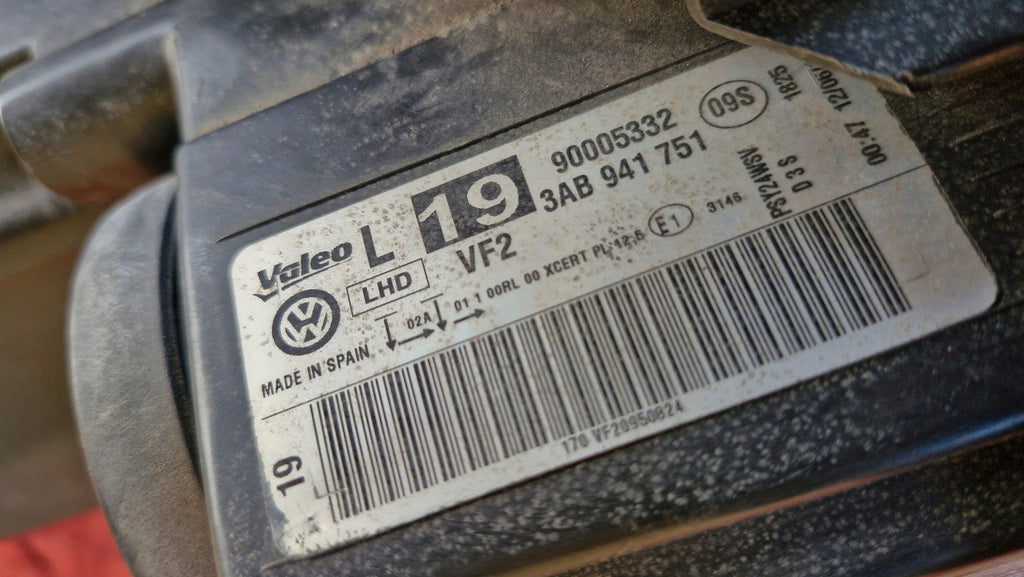 Valeo L 19 90005332 09S
3AB 941 751
LHD VF2
MADE IN SPAIN 02A 01 1 00RL 00 XCERT PL 12,5 E1 3146
PSY24WSV
D3S
1825
00:47 12/06/
19
170 VF20950824